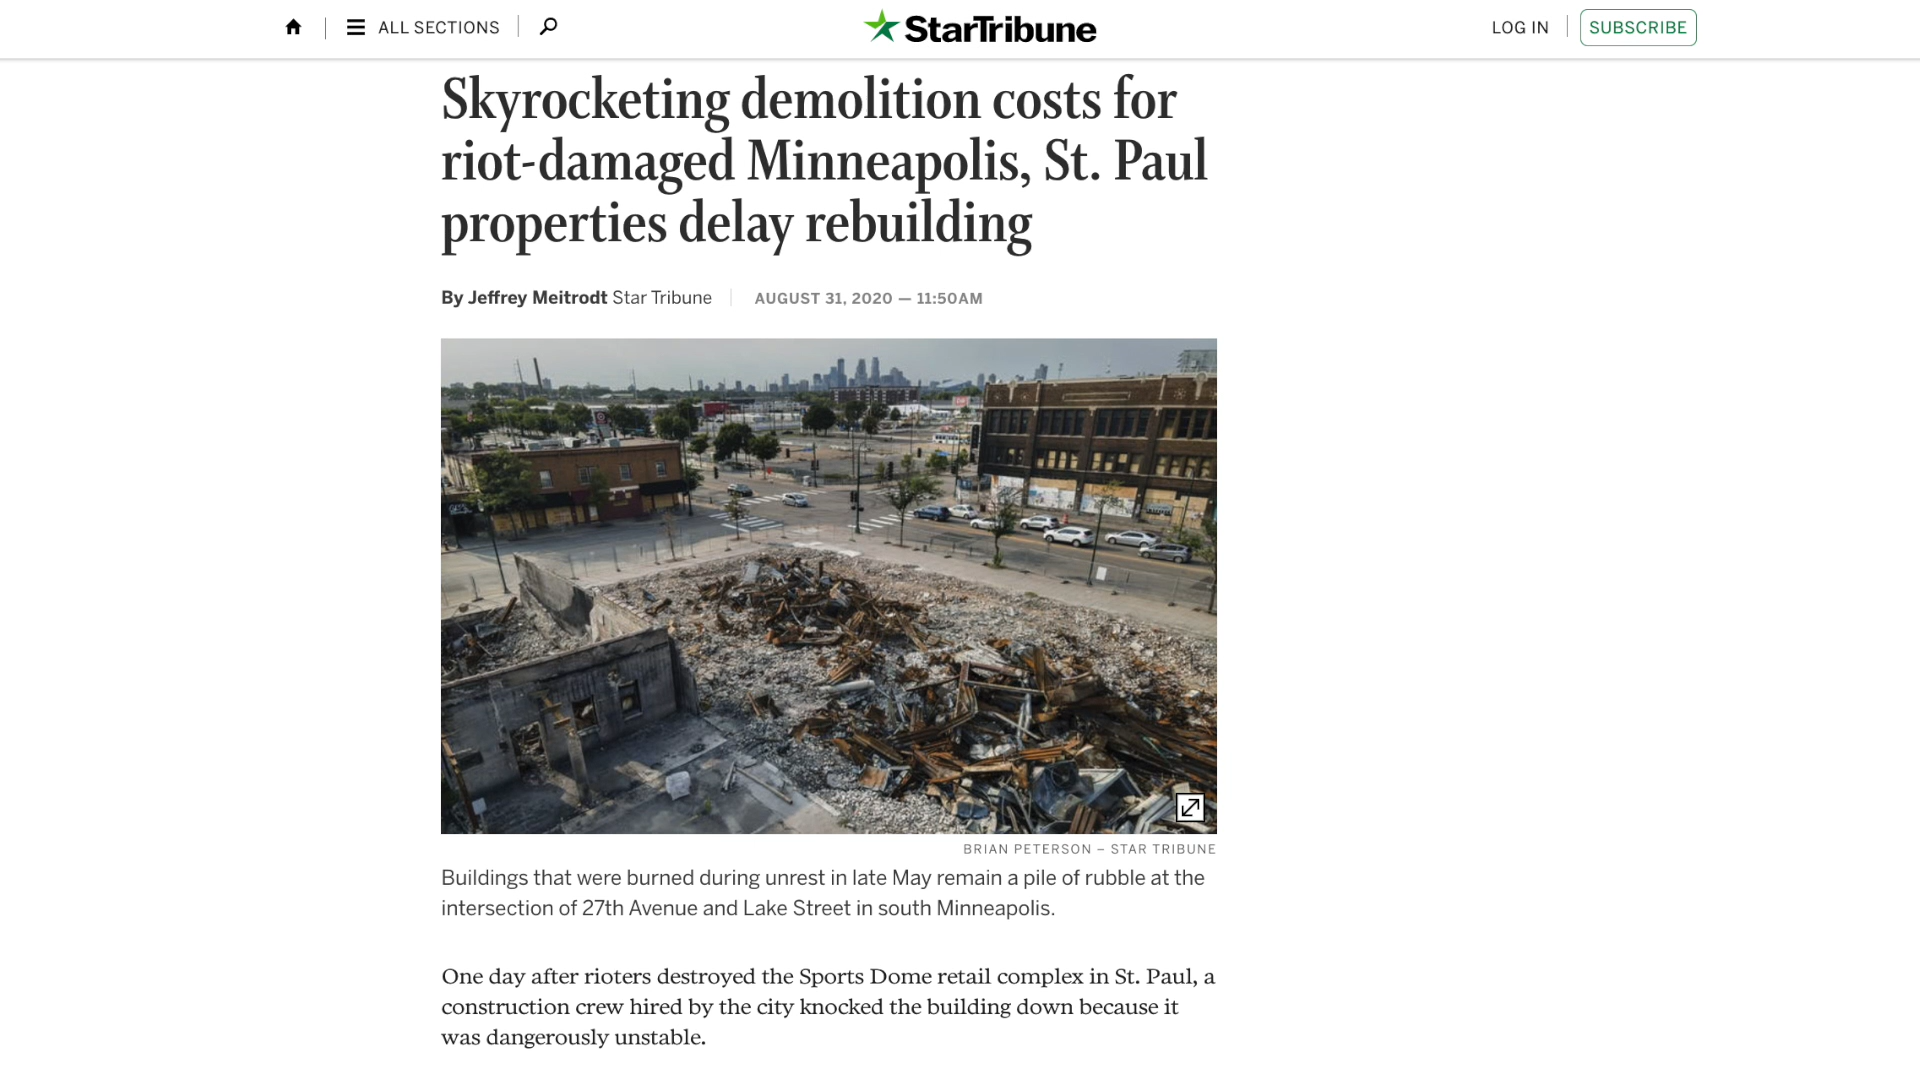 ALL SECTIONS
StarTribune
LOG IN
SUBSCRIBE
Skyrocketing demolition costs for
riot-damaged Minneapolis, St. Paul
properties delay rebuilding
By Jeffrey Meitrodt Star Tribune
AUGUST 31, 2020 — 11:50AM
BRIAN PETERSON – STAR TRIBUNE
Buildings that were burned during unrest in late May remain a pile of rubble at the
intersection of 27th Avenue and Lake Street in south Minneapolis.
One day after rioters destroyed the Sports Dome retail complex in St. Paul, a
construction crew hired by the city knocked the building down because it
was dangerously unstable.